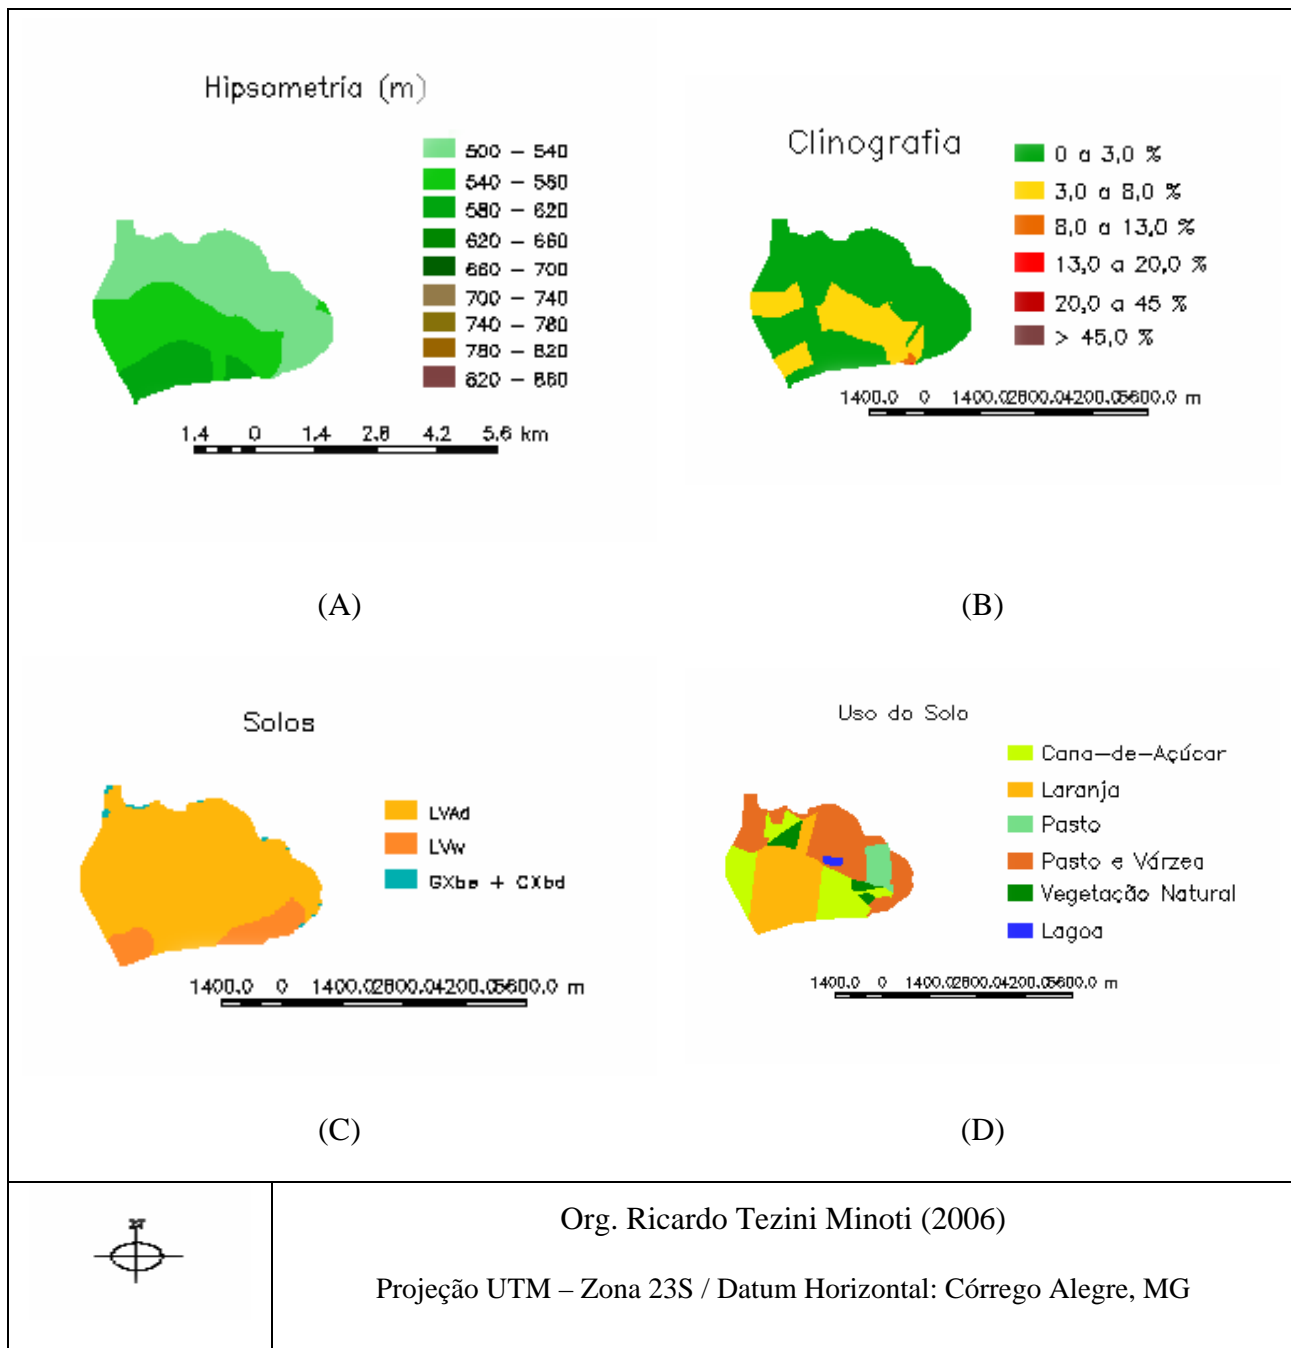 Hipsometria (m)
500 – 540
540 – 580
580 – 620
620 – 660
660 – 700
700 – 740
740 – 780
780 – 820
820 – 860
1.4 0 1.4 2.8 4.2 5.6 km
(A)
Clinografia
0 a 3,0 %
3,0 a 8,0 %
8,0 a 13,0 %
13,0 a 20,0 %
20,0 a 45 %
> 45,0 %
1400.0 0 1400.02800.04200.05600.0 m
(B)
Solos
LVAd
LVw
GXbe + CXbd
1400.0 0 1400.02800.04200.05600.0 m
(C)
Uso do Solo
Cana-de-Açúcar
Laranja
Pasto
Pasto e Várzea
Vegetação Natural
Lagoa
1400.0 0 1400.02800.04200.05600.0 m
(D)
Org. Ricardo Tezini Minoti (2006)
Projeção UTM – Zona 23S / Datum Horizontal: Córrego Alegre, MG